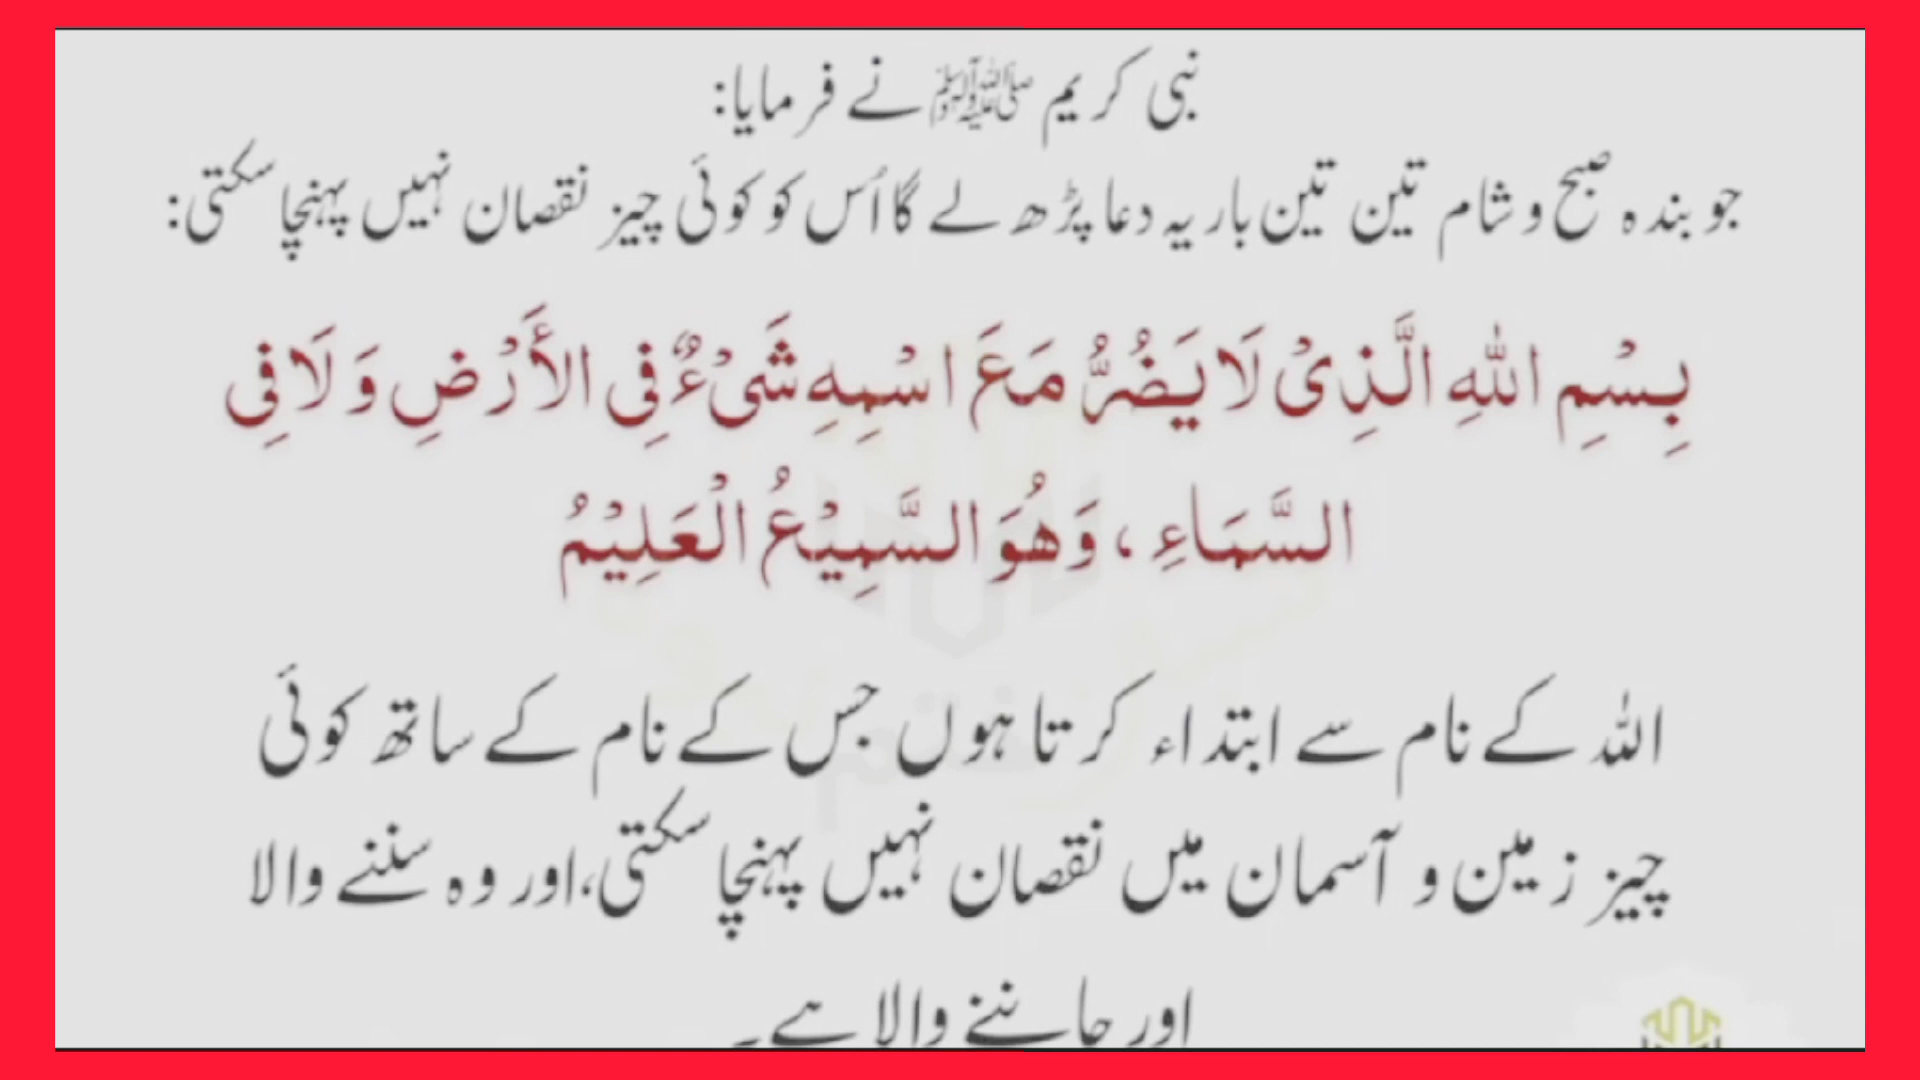 نبی کریم ﷺ نے فرمایا:
جو بندہ صبح و شام تین تین بار یہ دعا پڑھ لے گا اُس کو کوئی چیز نقصان نہیں پہنچا سکتی:
بِسْمِ اللّٰهِ الَّذِیْ لَا یَضُرُّ مَعَ اسْمِهِ شَیْءٌ فِی الأَرْضِ وَ لَا فِی
السَّمَاءِ ، وَهُوَ السَّمِیْعُ الْعَلِیْمُ
اللہ کے نام سے ابتداء کرتا ہوں جس کے نام کے ساتھ کوئی
چیز زمین و آسمان میں نقصان نہیں پہنچا سکتی، اور وہ سننے والا
اور جاننے والا ہے۔